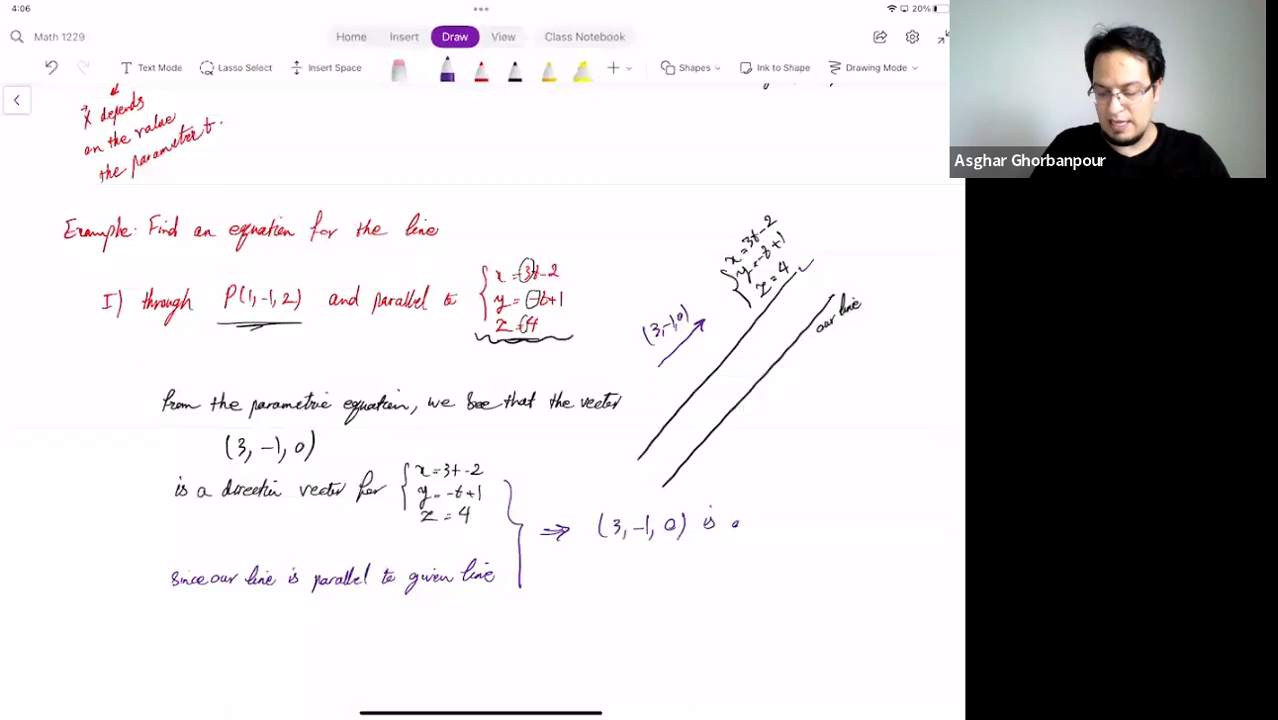 4:06
20%
Math 1229
Home Insert Draw View Class Notebook
Text Mode Lasso Select Insert Space Shapes Ink to Shape Drawing Mode
Asghar Ghorbanpour
X depends
on the value
the parameter t.
Example: Find an equation for the line
I) through P(1,-1,2) and parallel to { x = 3t-2
y = -t+1
z = 4
{ x = 3t-2
y = -t+1
z = 4
(3,-1,0)
our line
From the parametric equation, we see that the vector
(3, -1, 0)
is a direction vector for { x = 3t-2
y = -t+1
z = 4
since our line is parallel to given line
} ⇒ (3, -1, 0) is a